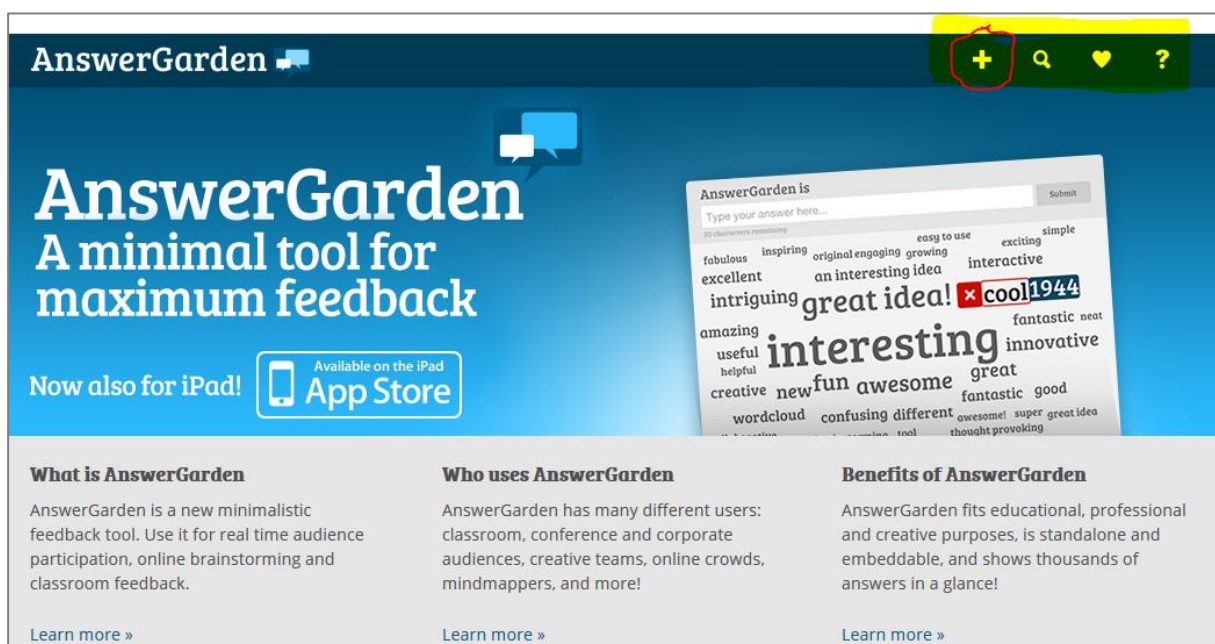 AnswerGarden
+ ?
AnswerGarden
A minimal tool for
maximum feedback
Now also for iPad!
Available on the iPad
App Store
AnswerGarden is
Submit
Type your answer here...
20 characters remaining
easy to use simple
fabulous inspiring original engaging growing exciting
excellent an interesting idea interactive
intriguing great idea! × cool 1944
amazing fantastic neat
useful interesting innovative
helpful
creative new fun awesome great
fantastic good
wordcloud confusing different awesome! super great idea
tool thought provoking
What is AnswerGarden
AnswerGarden is a new minimalistic
feedback tool. Use it for real time audience
participation, online brainstorming and
classroom feedback.
Learn more »
Who uses AnswerGarden
AnswerGarden has many different users:
classroom, conference and corporate
audiences, creative teams, online crowds,
mindmappers, and more!
Learn more »
Benefits of AnswerGarden
AnswerGarden fits educational, professional
and creative purposes, is standalone and
embeddable, and shows thousands of
answers in a glance!
Learn more »